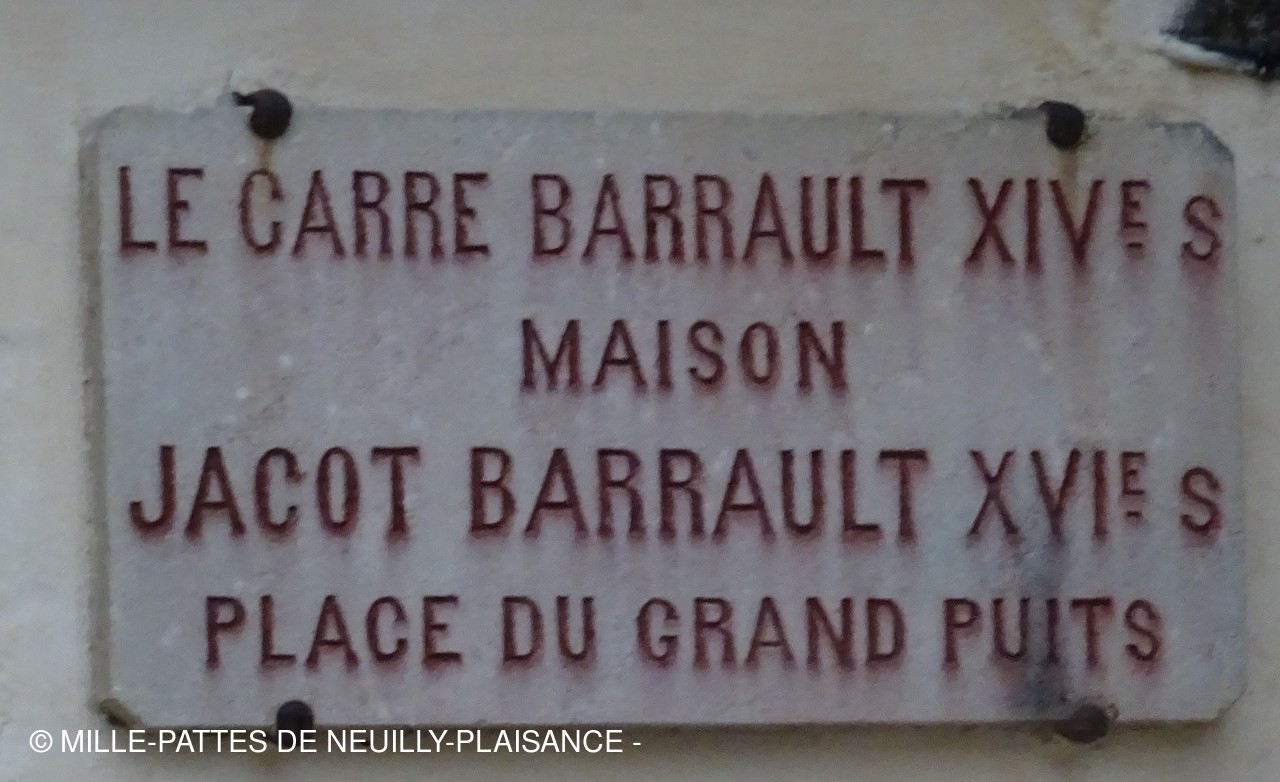 LE CARRE BARRAULT XIVE S
MAISON
JACOT BARRAULT XVIE S
PLACE DU GRAND PUITS
© MILLE-PATTES DE NEUILLY-PLAISANCE -